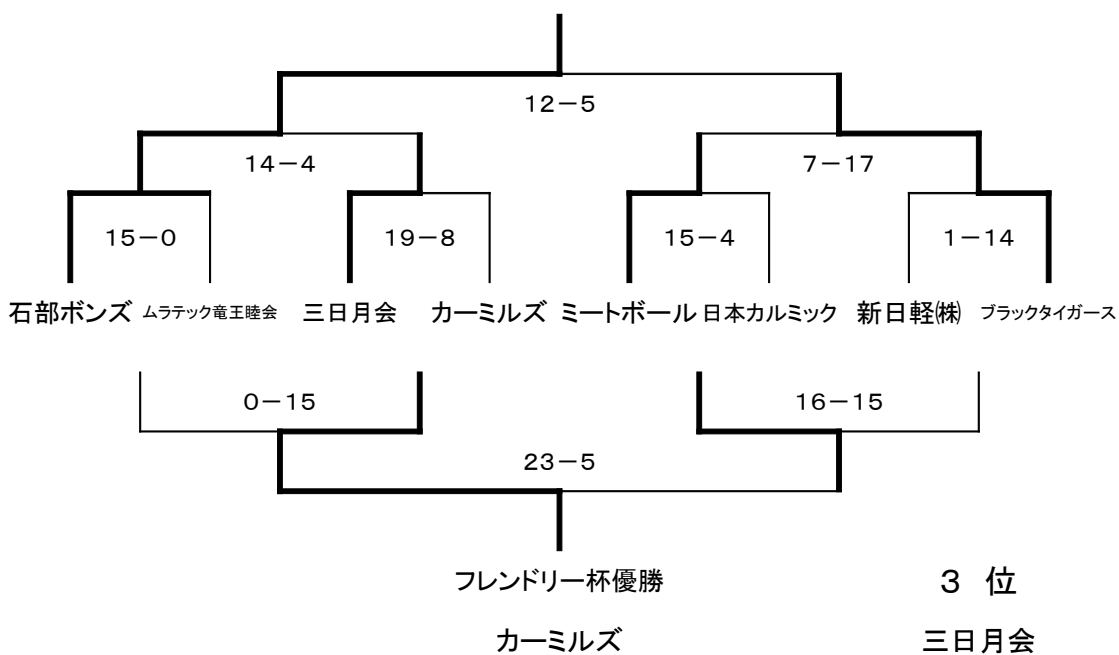 12－5
14－4
7－17
15－0
19－8
15－4
1－14
石部ボンズ
ムラテック竜王睦会
三日月会
カーミルズ
ミートボール
日本カルミック
新日軽㈱
ブラックタイガース
0－15
16－15
23－5
フレンドリー杯優勝
3 位
カーミルズ
三日月会